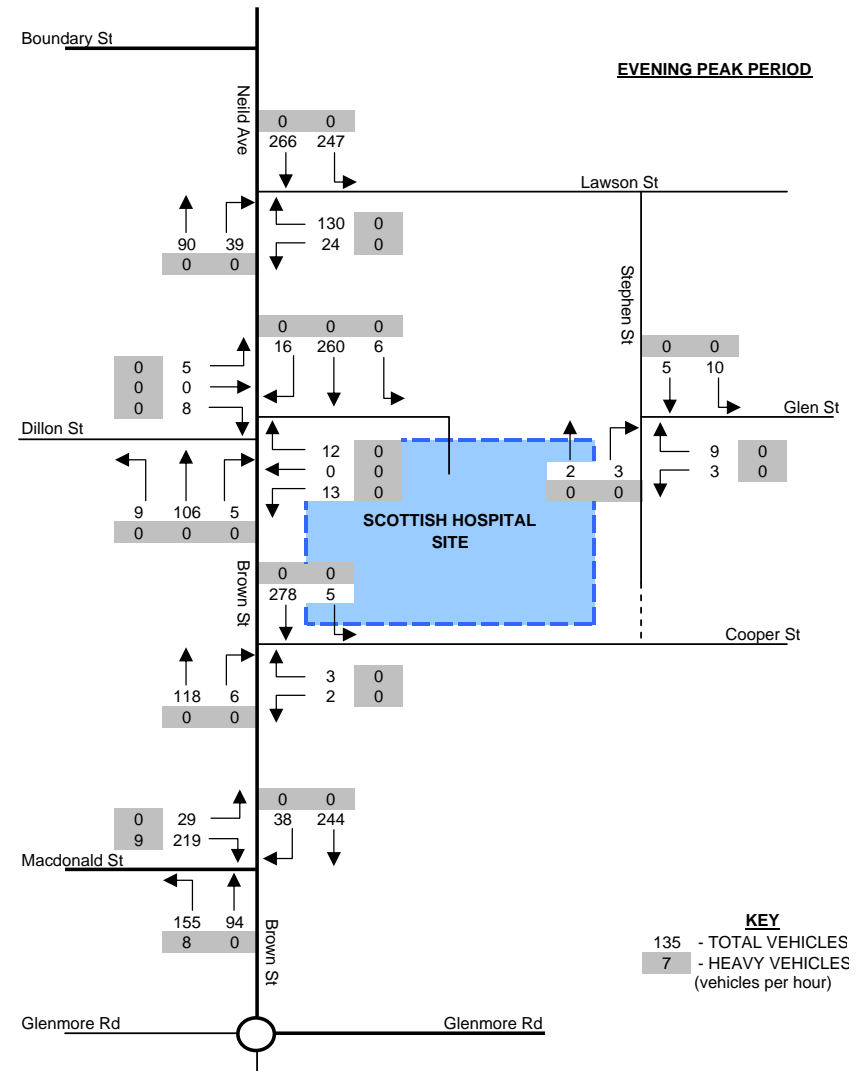 Boundary St
EVENING PEAK PERIOD
Neild Ave
0 0
266 247
Lawson St
130 0
24 0
90 39
0 0
Stephen St
0 0 0
16 260 6
0 5
0 0
0 8
0 0
5 10
Glen St
Dillon St
12 0
0 0
13 0
2 3
0 0
9 0
3 0
9 106 5
0 0 0
SCOTTISH HOSPITAL
SITE
Brown St
0 0
278 5
Cooper St
118 6
0 0
3 0
2 0
0 29
9 219
0 0
38 244
Macdonald St
155 94
8 0
Brown St
KEY
135 - TOTAL VEHICLES
7 - HEAVY VEHICLES
(vehicles per hour)
Glenmore Rd
Glenmore Rd